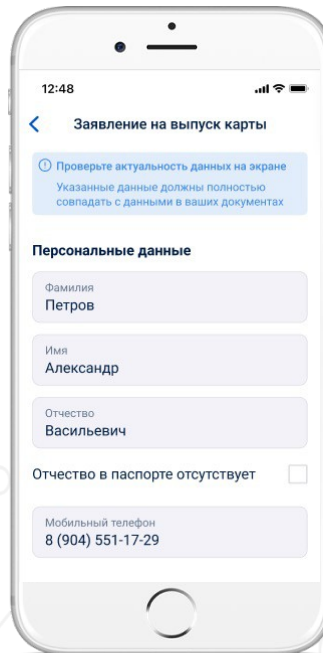 12:48
Заявление на выпуск карты
Проверьте актуальность данных на экране
Указанные данные должны полностью
совпадать с данными в ваших документах
Персональные данные
Фамилия
Петров
Имя
Александр
Отчество
Васильевич
Отчество в паспорте отсутствует
Мобильный телефон
8 (904) 551-17-29